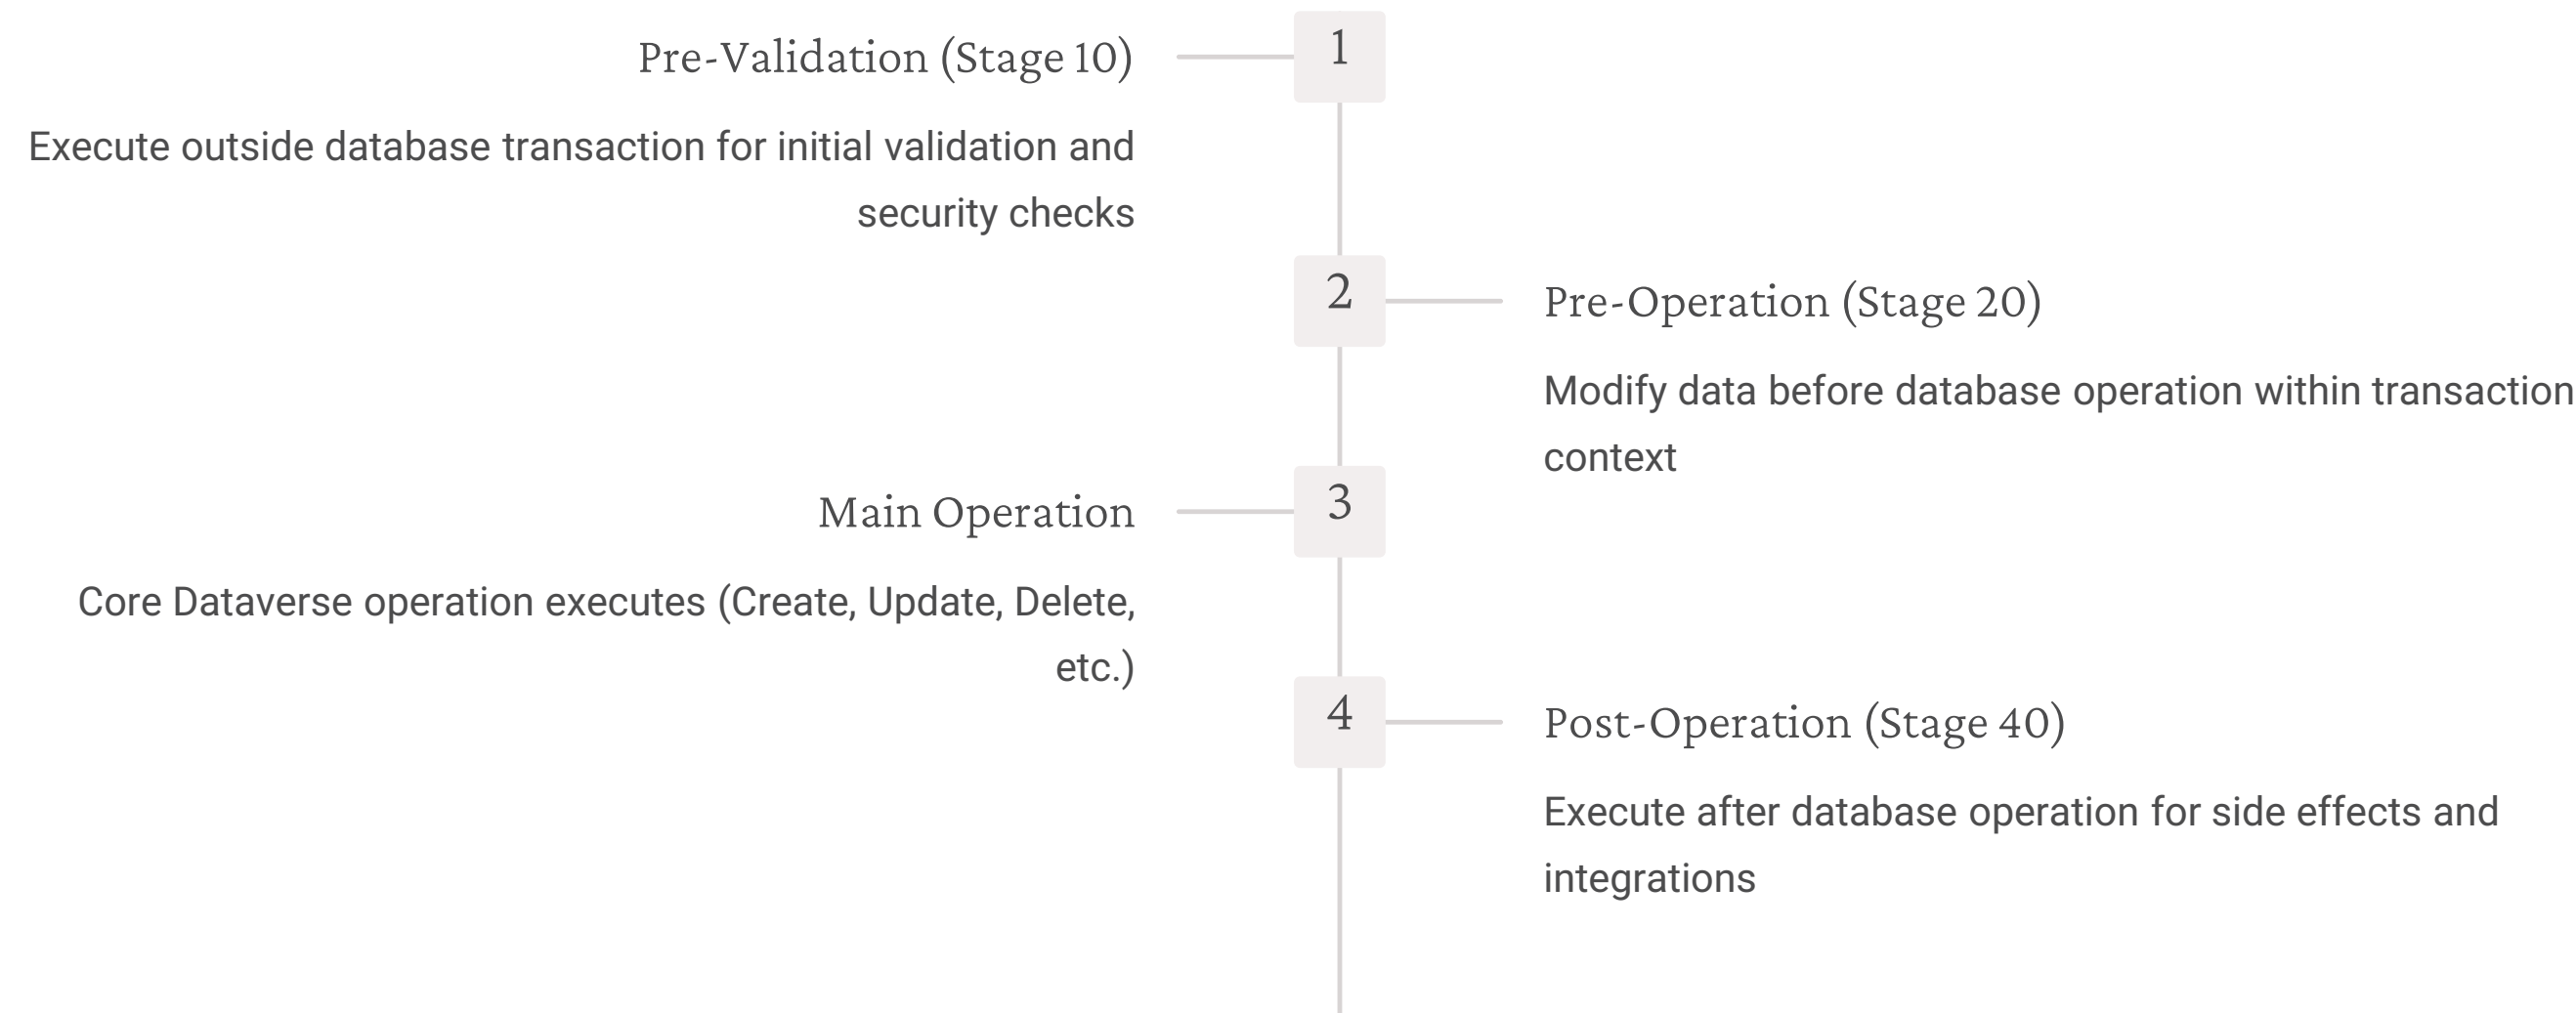 1
Pre-Validation (Stage 10)
Execute outside database transaction for initial validation and
security checks
2
Pre-Operation (Stage 20)
Modify data before database operation within transaction
context
3
Main Operation
Core Dataverse operation executes (Create, Update, Delete,
etc.)
4
Post-Operation (Stage 40)
Execute after database operation for side effects and
integrations